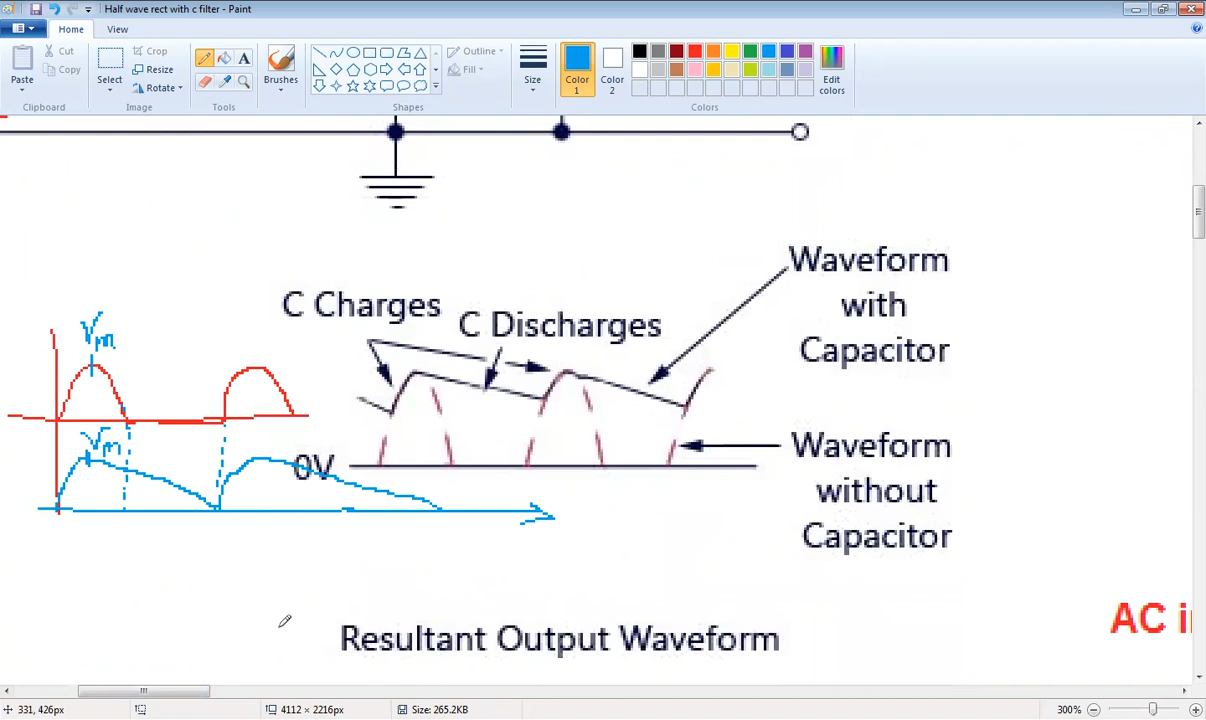 Half wave rect with c filter - Paint
Home
View
Paste
Cut
Copy
Clipboard
Select
Crop
Resize
Rotate
Image
A
Tools
Brushes
Shapes
Outline
Fill
Size
Color 1
Color 2
Edit colors
Colors
C Charges
C Discharges
Waveform
with
Capacitor
Vm
Vm
0V
Waveform
without
Capacitor
Resultant Output Waveform
AC i
331, 426px
4112 × 2216px
Size: 265.2KB
300%